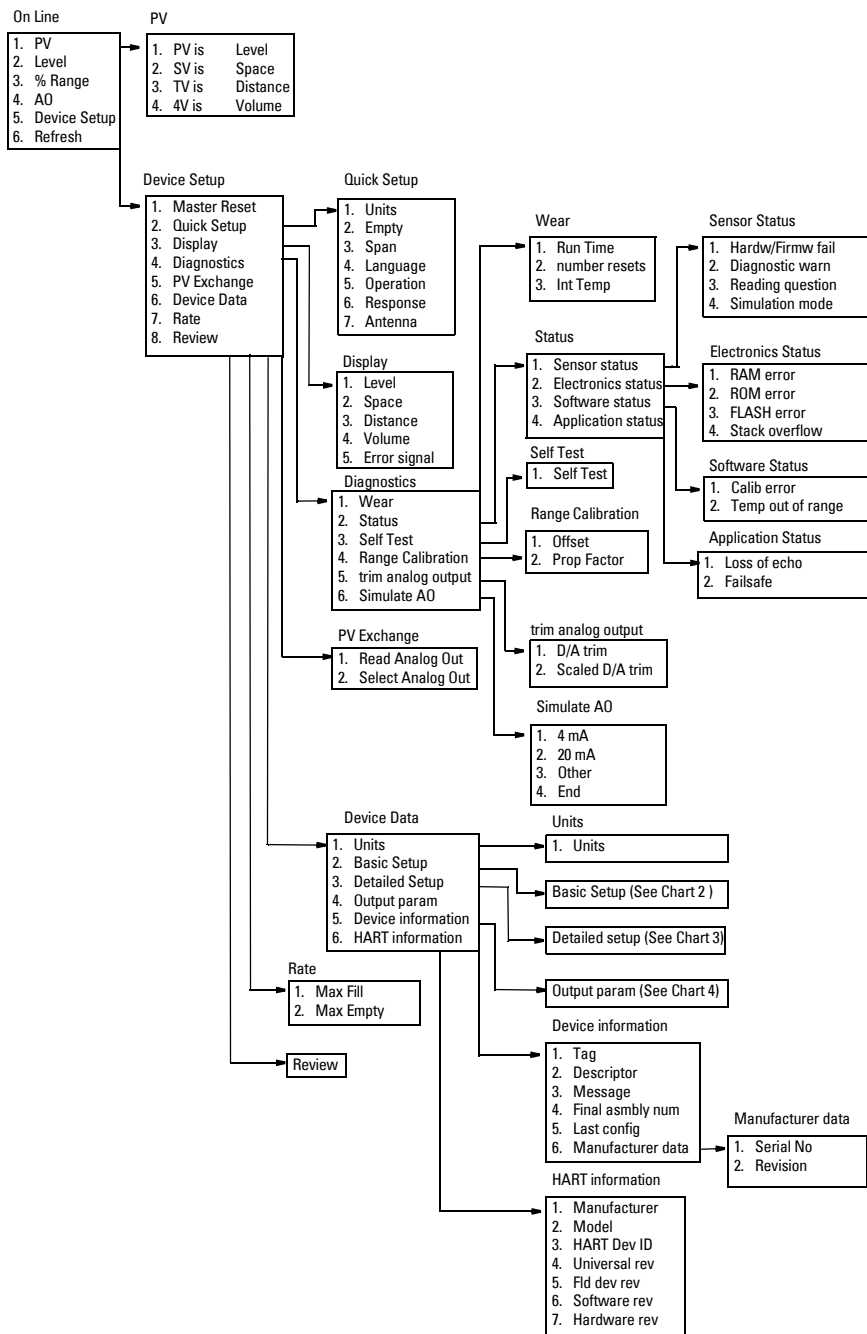 On Line
1. PV
2. Level
3. % Range
4. AO
5. Device Setup
6. Refresh
PV
1. PV is Level
2. SV is Space
3. TV is Distance
4. 4V is Volume
Device Setup
1. Master Reset
2. Quick Setup
3. Display
4. Diagnostics
5. PV Exchange
6. Device Data
7. Rate
8. Review
Quick Setup
1. Units
2. Empty
3. Span
4. Language
5. Operation
6. Response
7. Antenna
Display
1. Level
2. Space
3. Distance
4. Volume
5. Error signal
Diagnostics
1. Wear
2. Status
3. Self Test
4. Range Calibration
5. trim analog output
6. Simulate AO
PV Exchange
1. Read Analog Out
2. Select Analog Out
Wear
1. Run Time
2. number resets
3. Int Temp
Status
1. Sensor status
2. Electronics status
3. Software status
4. Application status
Self Test
1. Self Test
Range Calibration
1. Offset
2. Prop Factor
trim analog output
1. D/A trim
2. Scaled D/A trim
Simulate AO
1. 4 mA
2. 20 mA
3. Other
4. End
Sensor Status
1. Hardw/Firmw fail
2. Diagnostic warn
3. Reading question
4. Simulation mode
Electronics Status
1. RAM error
2. ROM error
3. FLASH error
4. Stack overflow
Software Status
1. Calib error
2. Temp out of range
Application Status
1. Loss of echo
2. Failsafe
Device Data
1. Units
2. Basic Setup
3. Detailed Setup
4. Output param
5. Device information
6. HART information
Rate
1. Max Fill
2. Max Empty
Review
Units
1. Units
Basic Setup (See Chart 2 )
Detailed setup (See Chart 3)
Output param (See Chart 4)
Device information
1. Tag
2. Descriptor
3. Message
4. Final asmbly num
5. Last config
6. Manufacturer data
Manufacturer data
1. Serial No
2. Revision
HART information
1. Manufacturer
2. Model
3. HART Dev ID
4. Universal rev
5. Fld dev rev
6. Software rev
7. Hardware rev